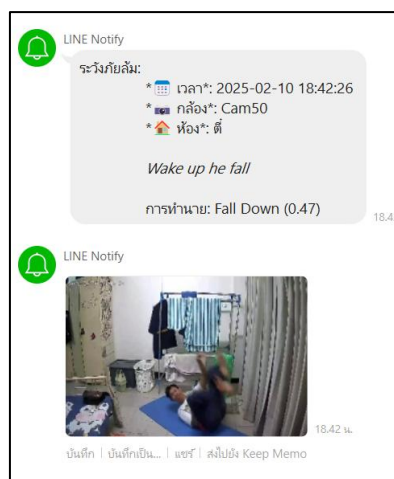 LINE Notify
ระวังภัยล้ม:
*🗓 เวลา*: 2025-02-10 18:42:26
*📷 กล้อง*: Cam50
*🏠 ห้อง*: ตี่
Wake up he fall
การทำนาย: Fall Down (0.47)
18.4
LINE Notify
18.42 น.
บันทึก | บันทึกเป็น... | แชร์ | ส่งไปยัง Keep Memo